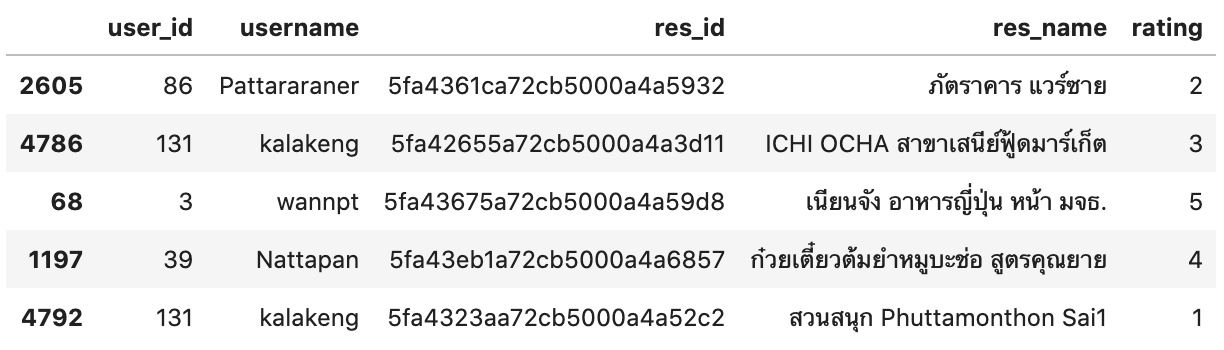 user_id username res_id res_name rating
2605 86 Pattararaner 5fa4361ca72cb5000a4a5932 ภัตราคาร แวร์ซาย 2
4786 131 kalakeng 5fa42655a72cb5000a4a3d11 ICHI OCHA สาขาเสนีย์ฟู้ดมาร์เก็ต 3
68 3 wannpt 5fa43675a72cb5000a4a59d8 เนียนจัง อาหารญี่ปุ่น หน้า มจธ. 5
1197 39 Nattapan 5fa43eb1a72cb5000a4a6857 ก๋วยเตี๋ยวต้มยำหมูบะช่อ สูตรคุณยาย 4
4792 131 kalakeng 5fa4323aa72cb5000a4a52c2 สวนสนุก Phuttamonthon Sai1 1